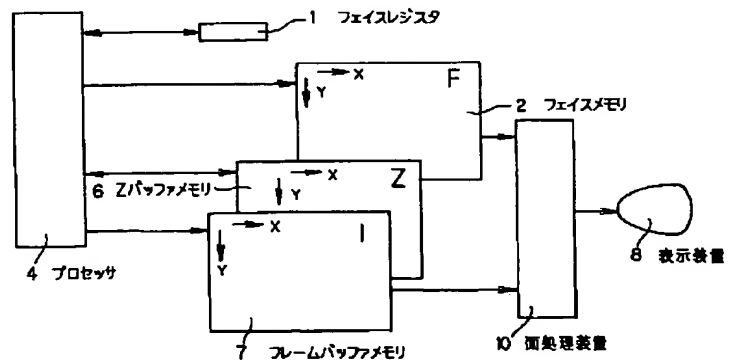 1 フェイスレジスタ
X
F
Y
2 フェイスメモリ
X
Z
6 Zバッファメモリ
Y
X
I
Y
4 プロセッサ
8 表示装置
7 フレームバッファメモリ
10 面処理装置